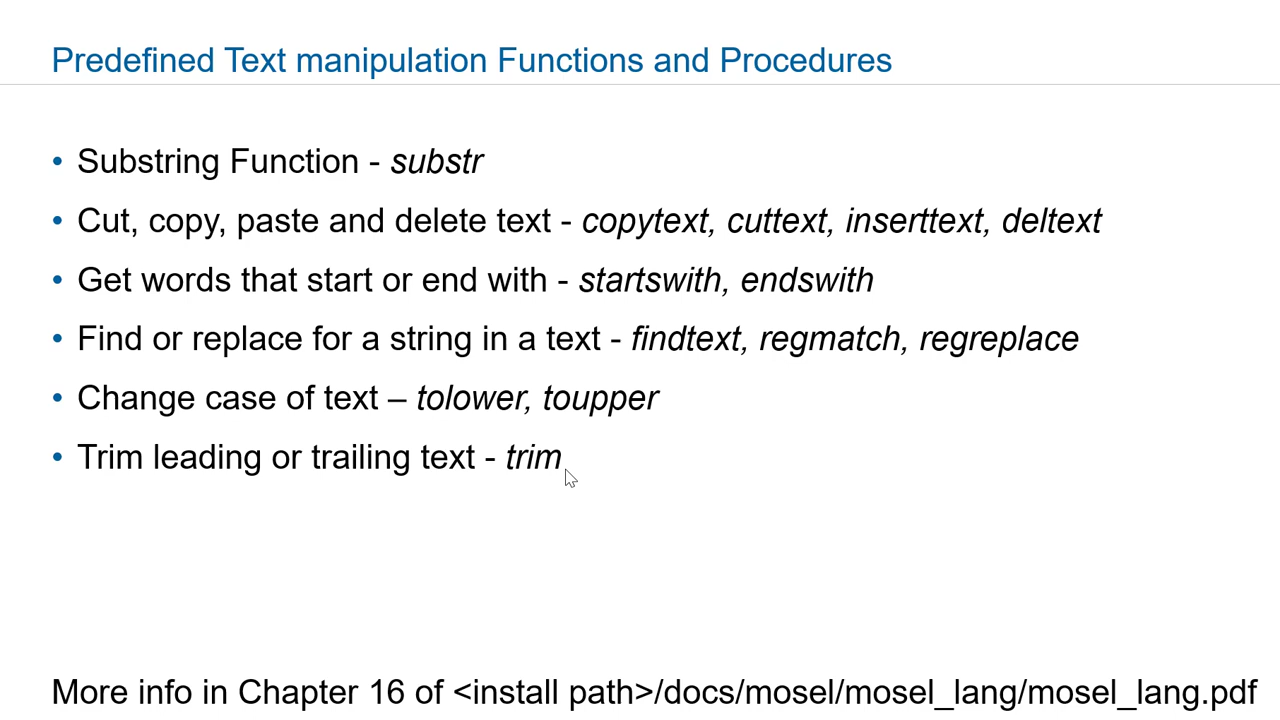 Predefined Text manipulation Functions and Procedures
• Substring Function - substr
• Cut, copy, paste and delete text - copytext, cuttext, inserttext, deltext
• Get words that start or end with - startswith, endswith
• Find or replace for a string in a text - findtext, regmatch, regreplace
• Change case of text – tolower, toupper
• Trim leading or trailing text - trim
More info in Chapter 16 of <install path>/docs/mosel/mosel_lang/mosel_lang.pdf